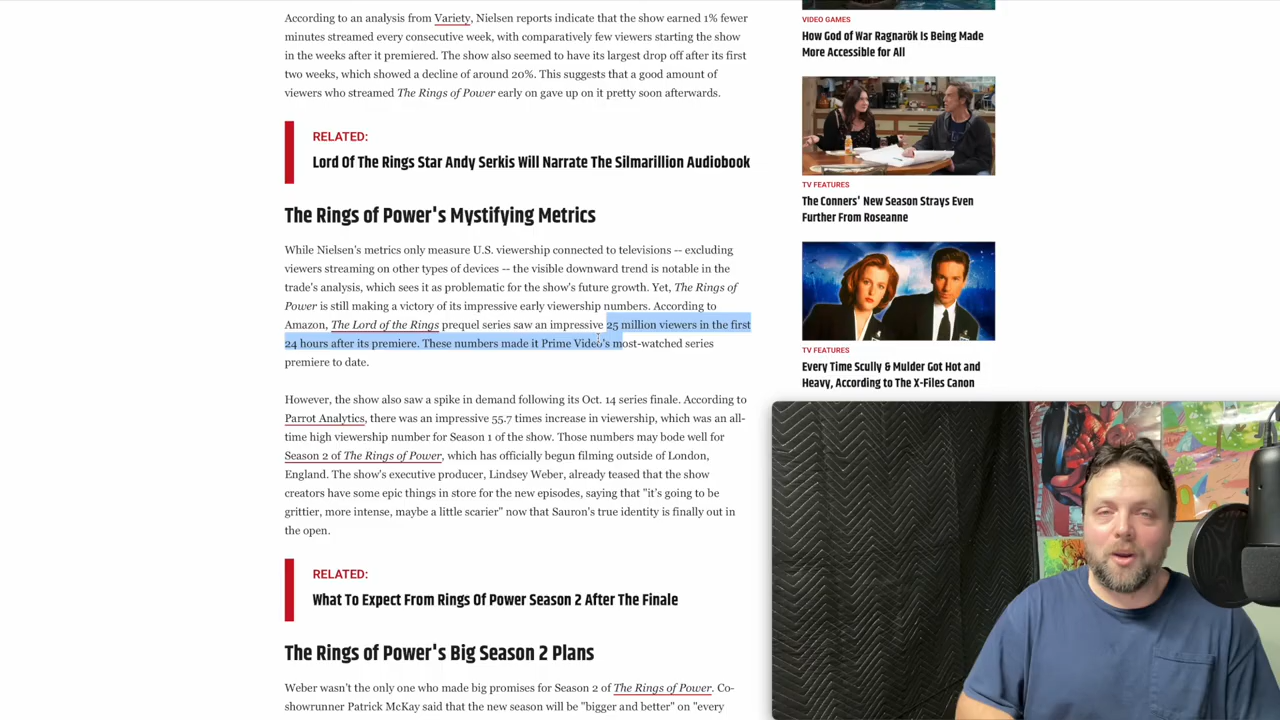 According to an analysis from Variety, Nielsen reports indicate that the show earned 1% fewer
minutes streamed every consecutive week, with comparatively few viewers starting the show
in the weeks after it premiered. The show also seemed to have its largest drop off after its first
two weeks, which showed a decline of around 20%. This suggests that a good amount of
viewers who streamed The Rings of Power early on gave up on it pretty soon afterwards.
RELATED:
Lord Of The Rings Star Andy Serkis Will Narrate The Silmarillion Audiobook
The Rings of Power's Mystifying Metrics
While Nielsen's metrics only measure U.S. viewership connected to televisions -- excluding
viewers streaming on other types of devices -- the visible downward trend is notable in the
trade's analysis, which sees it as problematic for the show's future growth. Yet, The Rings of
Power is still making a victory of its impressive early viewership numbers. According to
Amazon, The Lord of the Rings prequel series saw an impressive 25 million viewers in the first
24 hours after its premiere. These numbers made it Prime Video's most-watched series
premiere to date.
However, the show also saw a spike in demand following its Oct. 14 series finale. According to
Parrot Analytics, there was an impressive 55.7 times increase in viewership, which was an all-
time high viewership number for Season 1 of the show. Those numbers may bode well for
Season 2 of The Rings of Power, which has officially begun filming outside of London,
England. The show's executive producer, Lindsey Weber, already teased that the show
creators have some epic things in store for the new episodes, saying that "it's going to be
grittier, more intense, maybe a little scarier" now that Sauron's true identity is finally out in
the open.
RELATED:
What To Expect From Rings Of Power Season 2 After The Finale
The Rings of Power's Big Season 2 Plans
Weber wasn't the only one who made big promises for Season 2 of The Rings of Power. Co-
showrunner Patrick McKay said that the new season will be "bigger and better" on "every
VIDEO GAMES
How God of War Ragnarök Is Being Made
More Accessible for All
TV FEATURES
The Conners' New Season Strays Even
Further From Roseanne
TV FEATURES
Every Time Scully & Mulder Got Hot and
Heavy, According to The X-Files Canon